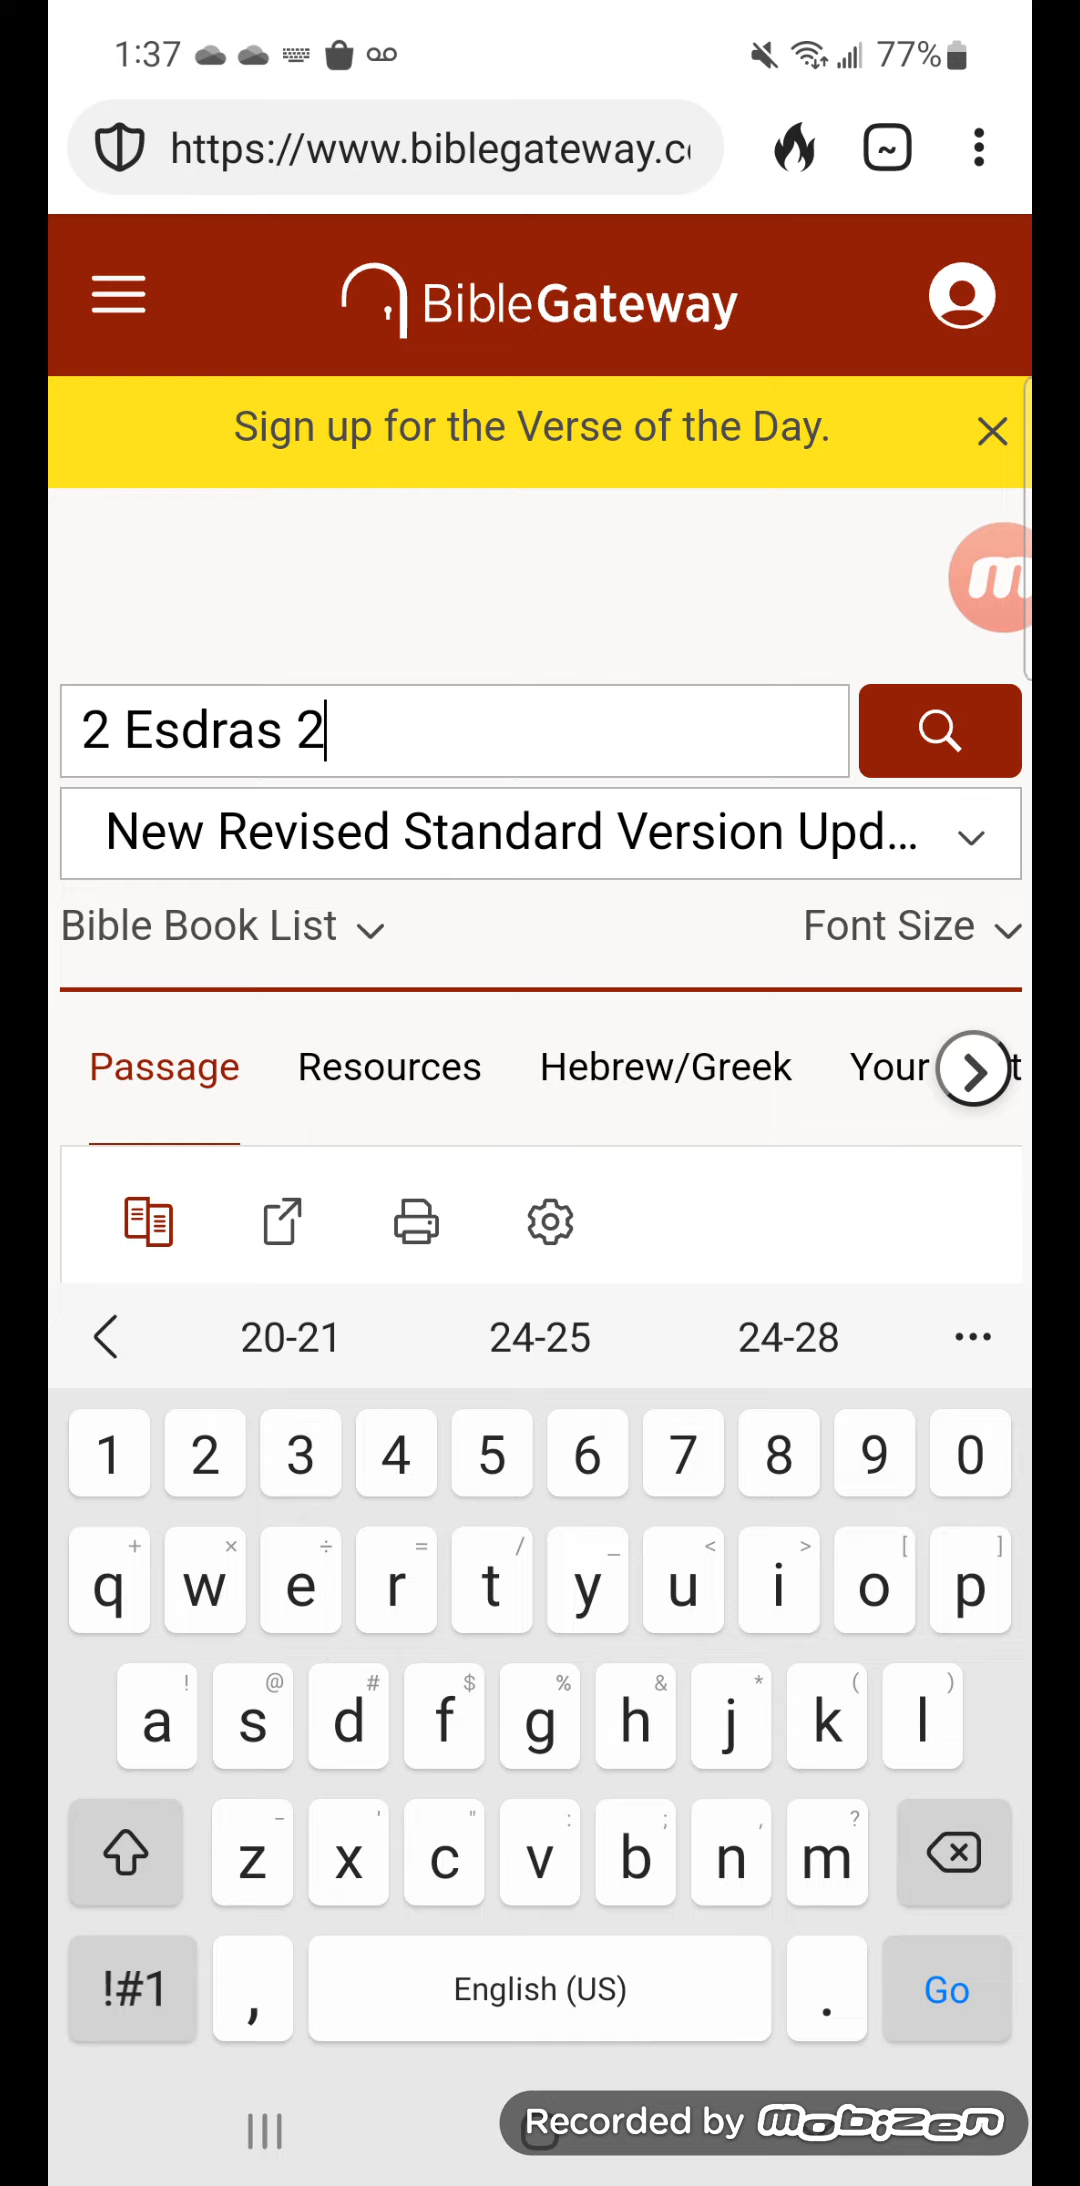 1:37 77%
https://www.biblegateway.c
BibleGateway
Sign up for the Verse of the Day.
2 Esdras 2
New Revised Standard Version Upd...
Bible Book List Font Size
Passage Resources Hebrew/Greek Your t
20-21 24-25 24-28 ...
1 2 3 4 5 6 7 8 9 0
+ × ÷ = / _ < > [ ]
q w e r t y u i o p
! @ # $ % & * ( )
a s d f g h j k l
- ' " : ; , ?
z x c v b n m
!#1 , English (US) . Go
Recorded by mobizen